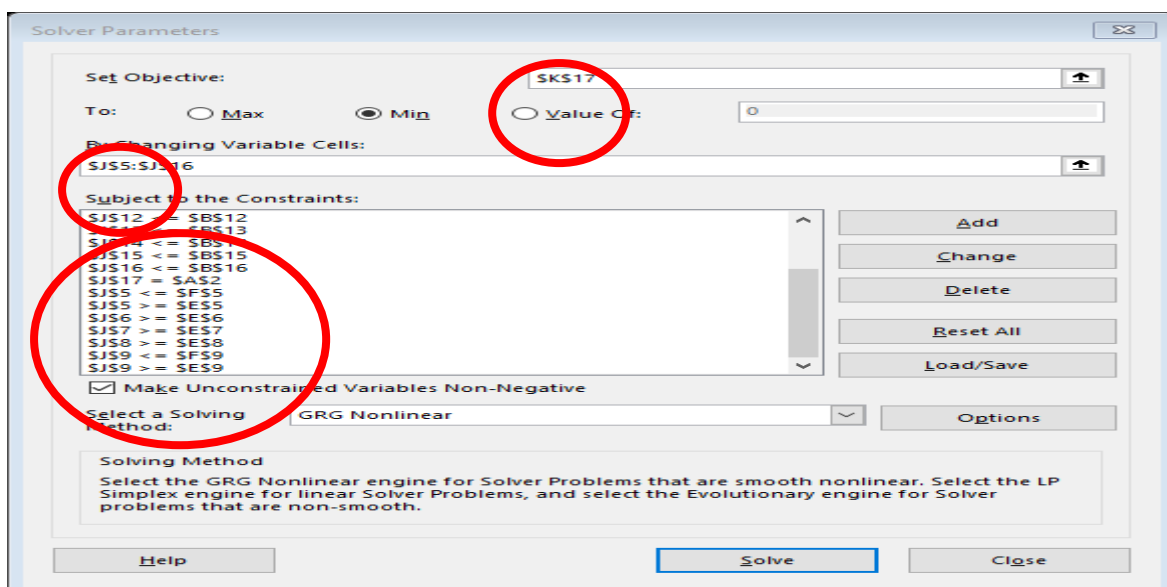 Solver Parameters
Set Objective:
$K$17
To:
Max
Min
Value Of:
0
By Changing Variable Cells:
$J$5:$J$16
Subject to the Constraints:
$J$12 <= $B$12
<= $B$13
<=
$J$15 <= $B$15
$J$16 <= $B$16
$J$17 = $A$2
$J$5 <= $F$5
$J$5 >= $E$5
$J$6 >= $E$6
$J$7 >= $E$7
$J$8 >= $E$8
$J$9 <= $F$9
$J$9 >= $E$9
Add
Change
Delete
Reset All
Load/Save
Make Unconstrained Variables Non-Negative
Select a Solving
Method:
GRG Nonlinear
Options
Solving Method
Select the GRG Nonlinear engine for Solver Problems that are smooth nonlinear. Select the LP
Simplex engine for linear Solver Problems, and select the Evolutionary engine for Solver
problems that are non-smooth.
Help
Solve
Close